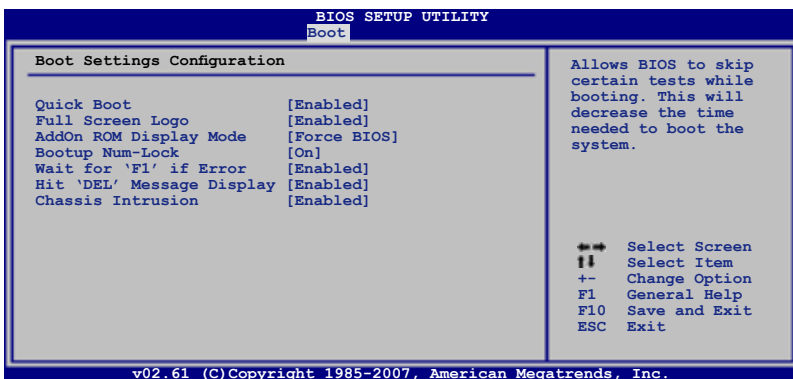 BIOS SETUP UTILITY
Boot
Boot Settings Configuration
Quick Boot [Enabled]
Full Screen Logo [Enabled]
AddOn ROM Display Mode [Force BIOS]
Bootup Num-Lock [On]
Wait for ‘F1’ if Error [Enabled]
Hit ‘DEL’ Message Display [Enabled]
Chassis Intrusion [Enabled]
Allows BIOS to skip
certain tests while
booting. This will
decrease the time
needed to boot the
system.
←→ Select Screen
↑↓ Select Item
+- Change Option
F1 General Help
F10 Save and Exit
ESC Exit
v02.61 (C)Copyright 1985-2007, American Megatrends, Inc.